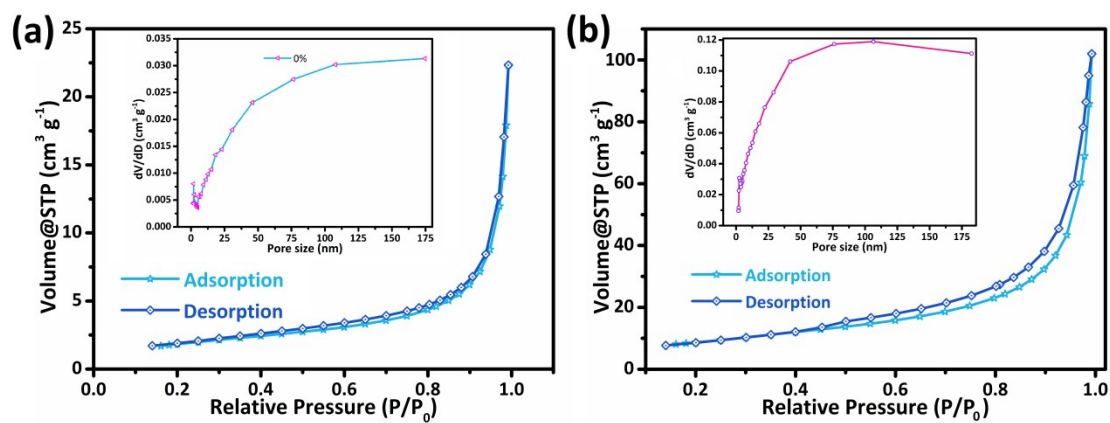 (a)
Volume@STP (cm³ g⁻¹)
25
20
15
10
5
0
0.0 0.2 0.4 0.6 0.8 1.0
Relative Pressure (P/P₀)
Adsorption
Desorption
dV/dD (cm³ g⁻¹)
0.035
0.030
0.025
0.020
0.015
0.010
0.005
0.000
0%
0 25 50 75 100 125 150 175
Pore size (nm)
(b)
Volume@STP (cm³ g⁻¹)
100
80
60
40
20
0
0.2 0.4 0.6 0.8 1.0
Relative Pressure (P/P₀)
Adsorption
Desorption
dV/dD (cm³ g⁻¹)
0.12
0.10
0.08
0.06
0.04
0.02
0.00
0 25 50 75 100 125 150 175
Pore size (nm)